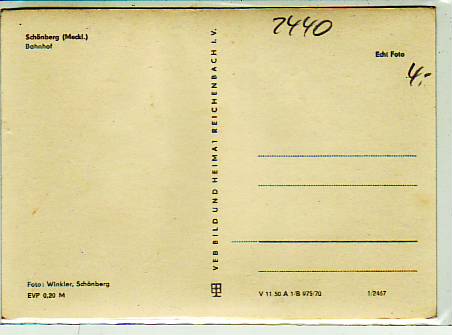 Schönberg (Meckl.)
Bahnhof
Foto: Winkler, Schönberg
EVP 0,20 M
VEB BILD UND HEIMAT REICHENBACH I. V.
2440
Echt Foto
4,-
V 11 50 A 1/B 975/70
1/2467